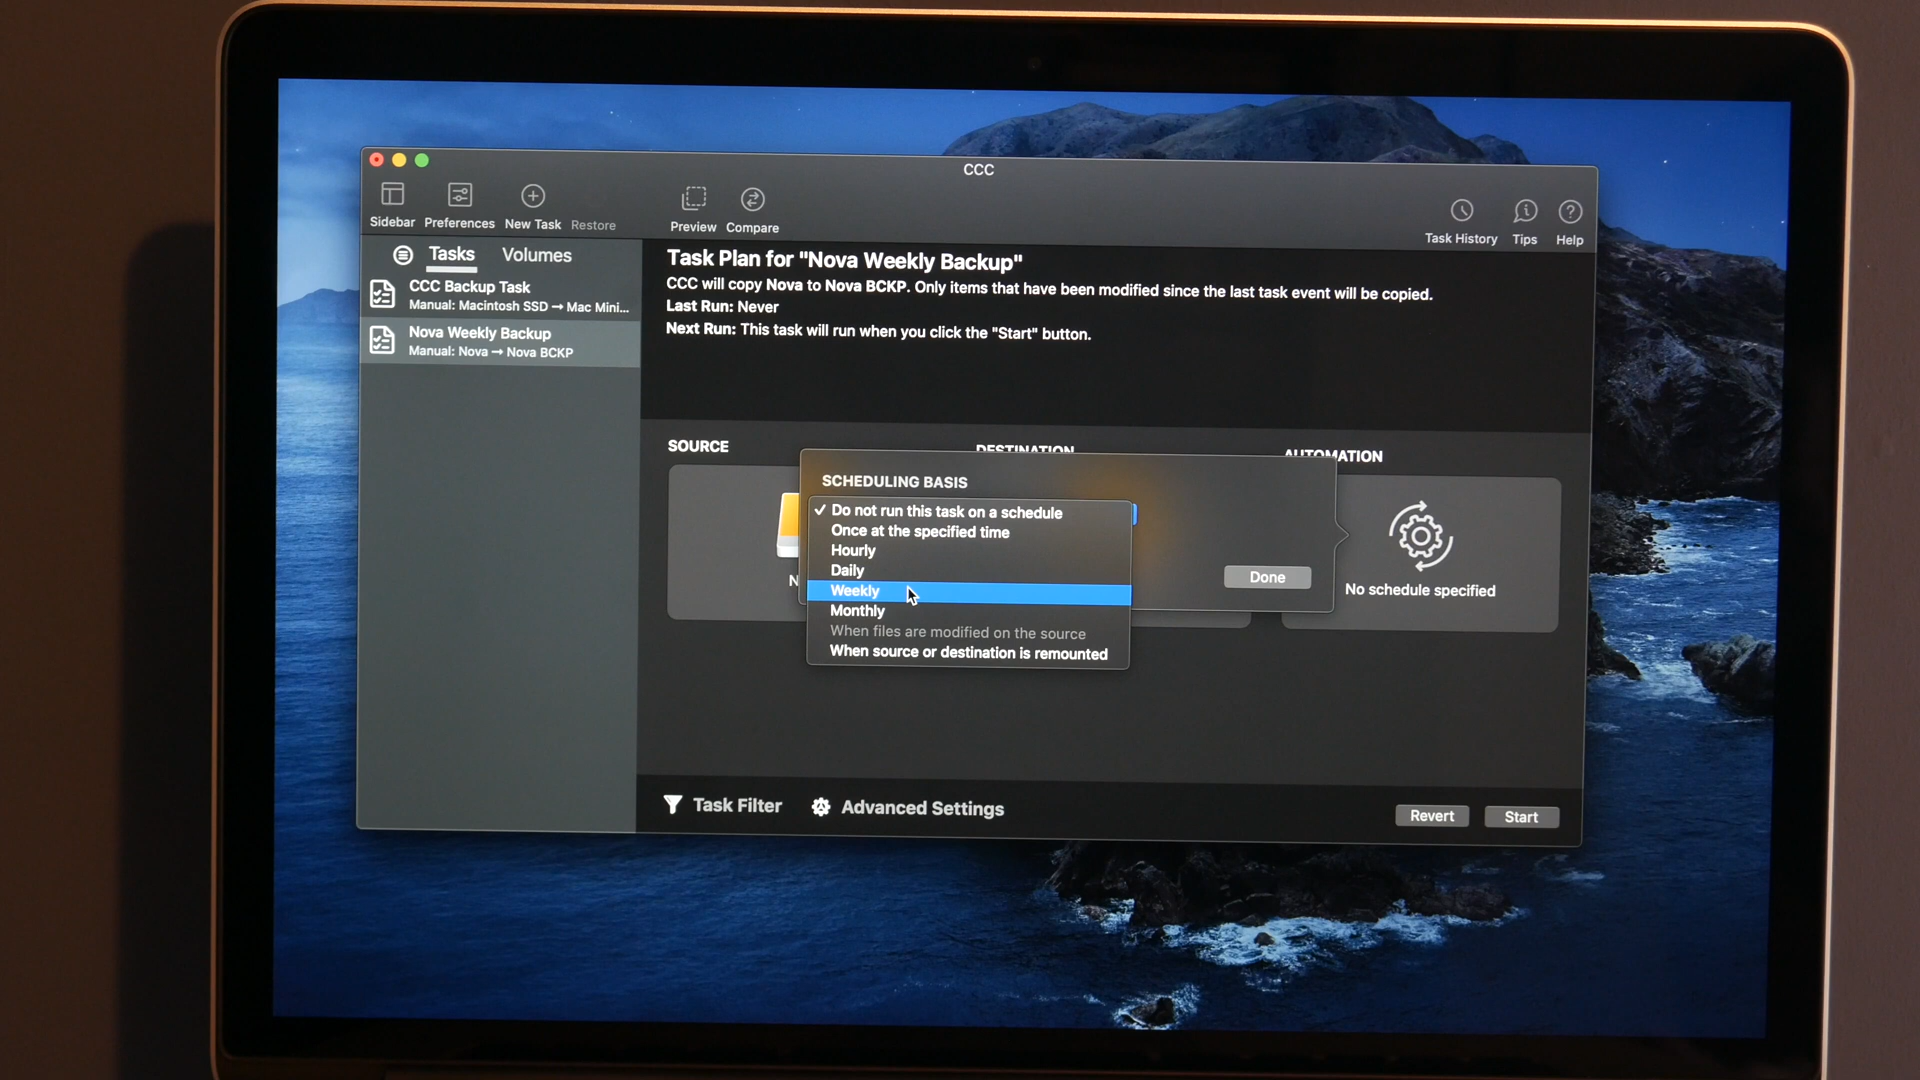 CCC
Sidebar
Preferences
New Task
Restore
Preview
Compare
Task History
Tips
Help
Tasks
Volumes
CCC Backup Task
Manual: Macintosh SSD → Mac Mini...
Nova Weekly Backup
Manual: Nova → Nova BCKP
Task Plan for "Nova Weekly Backup"
CCC will copy Nova to Nova BCKP. Only items that have been modified since the last task event will be copied.
Last Run: Never
Next Run: This task will run when you click the "Start" button.
SOURCE
DESTINATION
AUTOMATION
SCHEDULING BASIS
✓ Do not run this task on a schedule
Once at the specified time
Hourly
Daily
Weekly
Monthly
When files are modified on the source
When source or destination is remounted
Done
No schedule specified
Task Filter
Advanced Settings
Revert
Start